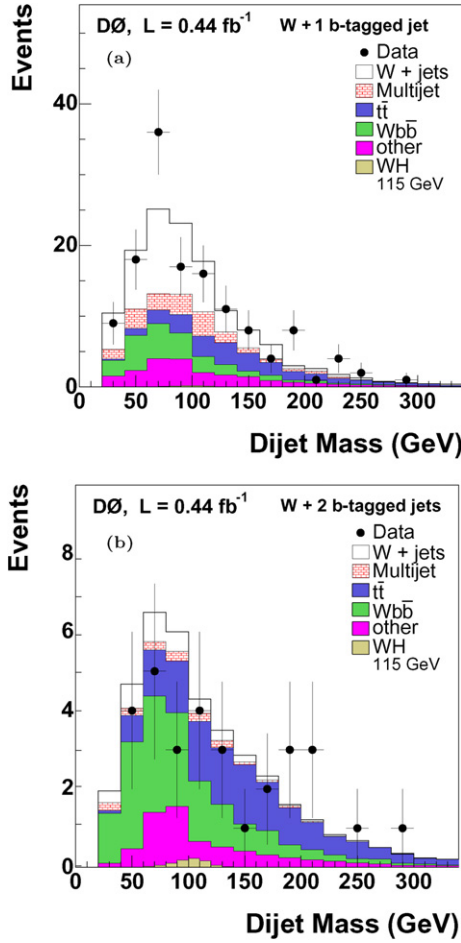 DØ, L = 0.44 fb-1
W + 1 b-tagged jet
(a)
Data
W + jets
Multijet
tt̄
Wbb̄
other
WH
115 GeV
Events
40
20
0
0 50 100 150 200 250 300
Dijet Mass (GeV)
DØ, L = 0.44 fb-1
W + 2 b-tagged jets
(b)
Data
W + jets
Multijet
tt̄
Wbb̄
other
WH
115 GeV
Events
8
6
4
2
0
0 50 100 150 200 250 300
Dijet Mass (GeV)